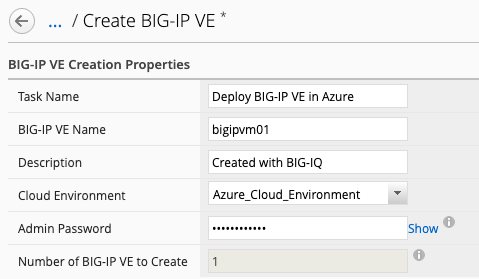 ... / Create BIG-IP VE *
BIG-IP VE Creation Properties
Task Name Deploy BIG-IP VE in Azure
BIG-IP VE Name bigipvm01
Description Created with BIG-IQ
Cloud Environment Azure_Cloud_Environment
Admin Password •••••••••••• Show i
Number of BIG-IP VE to Create 1 i